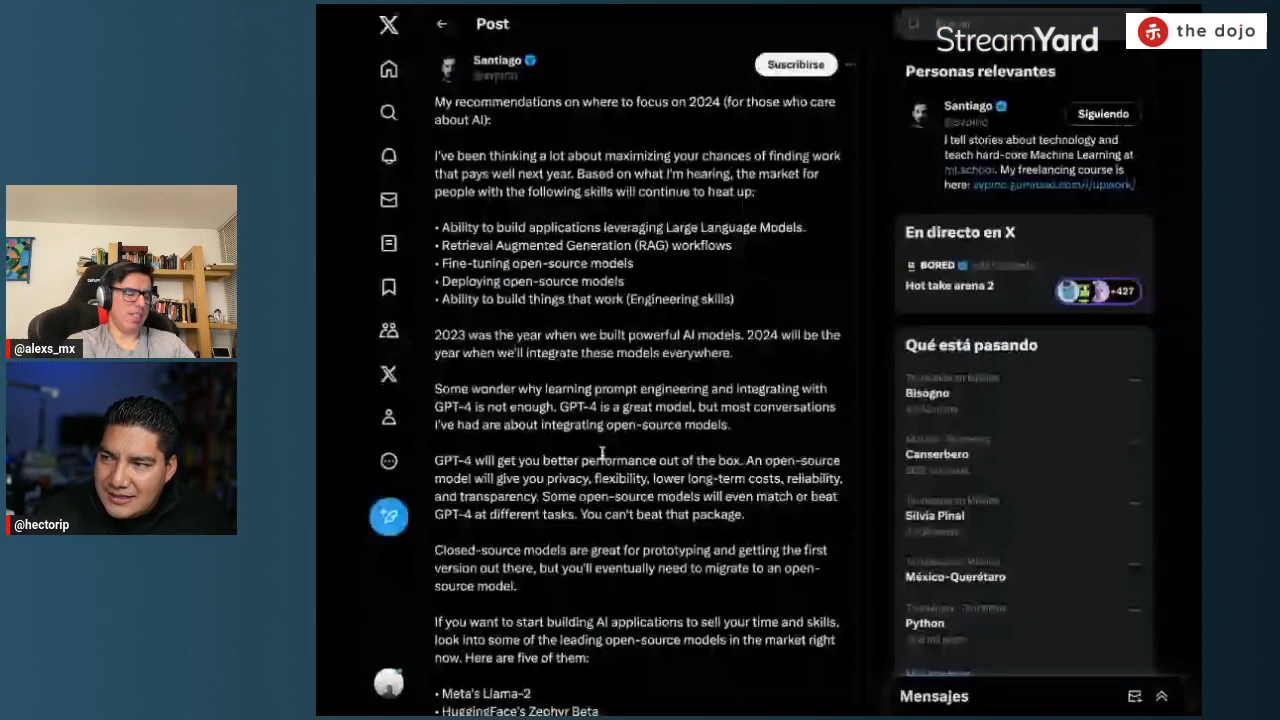 StreamYard
the dojo
Post
Santiago
@svpino
Suscribirse
My recommendations on where to focus on 2024 (for those who care
about AI):
I've been thinking a lot about maximizing your chances of finding work
that pays well next year. Based on what I'm hearing, the market for
people with the following skills will continue to heat up:
• Ability to build applications leveraging Large Language Models.
• Retrieval Augmented Generation (RAG) workflows
• Fine-tuning open-source models
• Deploying open-source models
• Ability to build things that work (Engineering skills)
2023 was the year when we built powerful AI models. 2024 will be the
year when we'll integrate these models everywhere.
Some wonder why learning prompt engineering and integrating with
GPT-4 is not enough. GPT-4 is a great model, but most conversations
I've had are about integrating open-source models.
GPT-4 will get you better performance out of the box. An open-source
model will give you privacy, flexibility, lower long-term costs, reliability,
and transparency. Some open-source models will even match or beat
GPT-4 at different tasks. You can't beat that package.
Closed-source models are great for prototyping and getting the first
version out there, but you'll eventually need to migrate to an open-
source model.
If you want to start building AI applications to sell your time and skills,
look into some of the leading open-source models in the market right
now. Here are five of them:
• Meta's Llama-2
• HuggingFace's Zephyr Beta
Personas relevantes
Santiago
@svpino
Siguiendo
I tell stories about technology and
teach hard-core Machine Learning at
ml.school. My freelancing course is
here: svpino.gumroad.com/l/upwork/
En directo en X
BORED
Hot take arena 2
+427
Qué está pasando
Bisogno
Canserbero
Silvia Pinal
México-Querétaro
Python
Mensajes
@alexs_mx
@hectorip